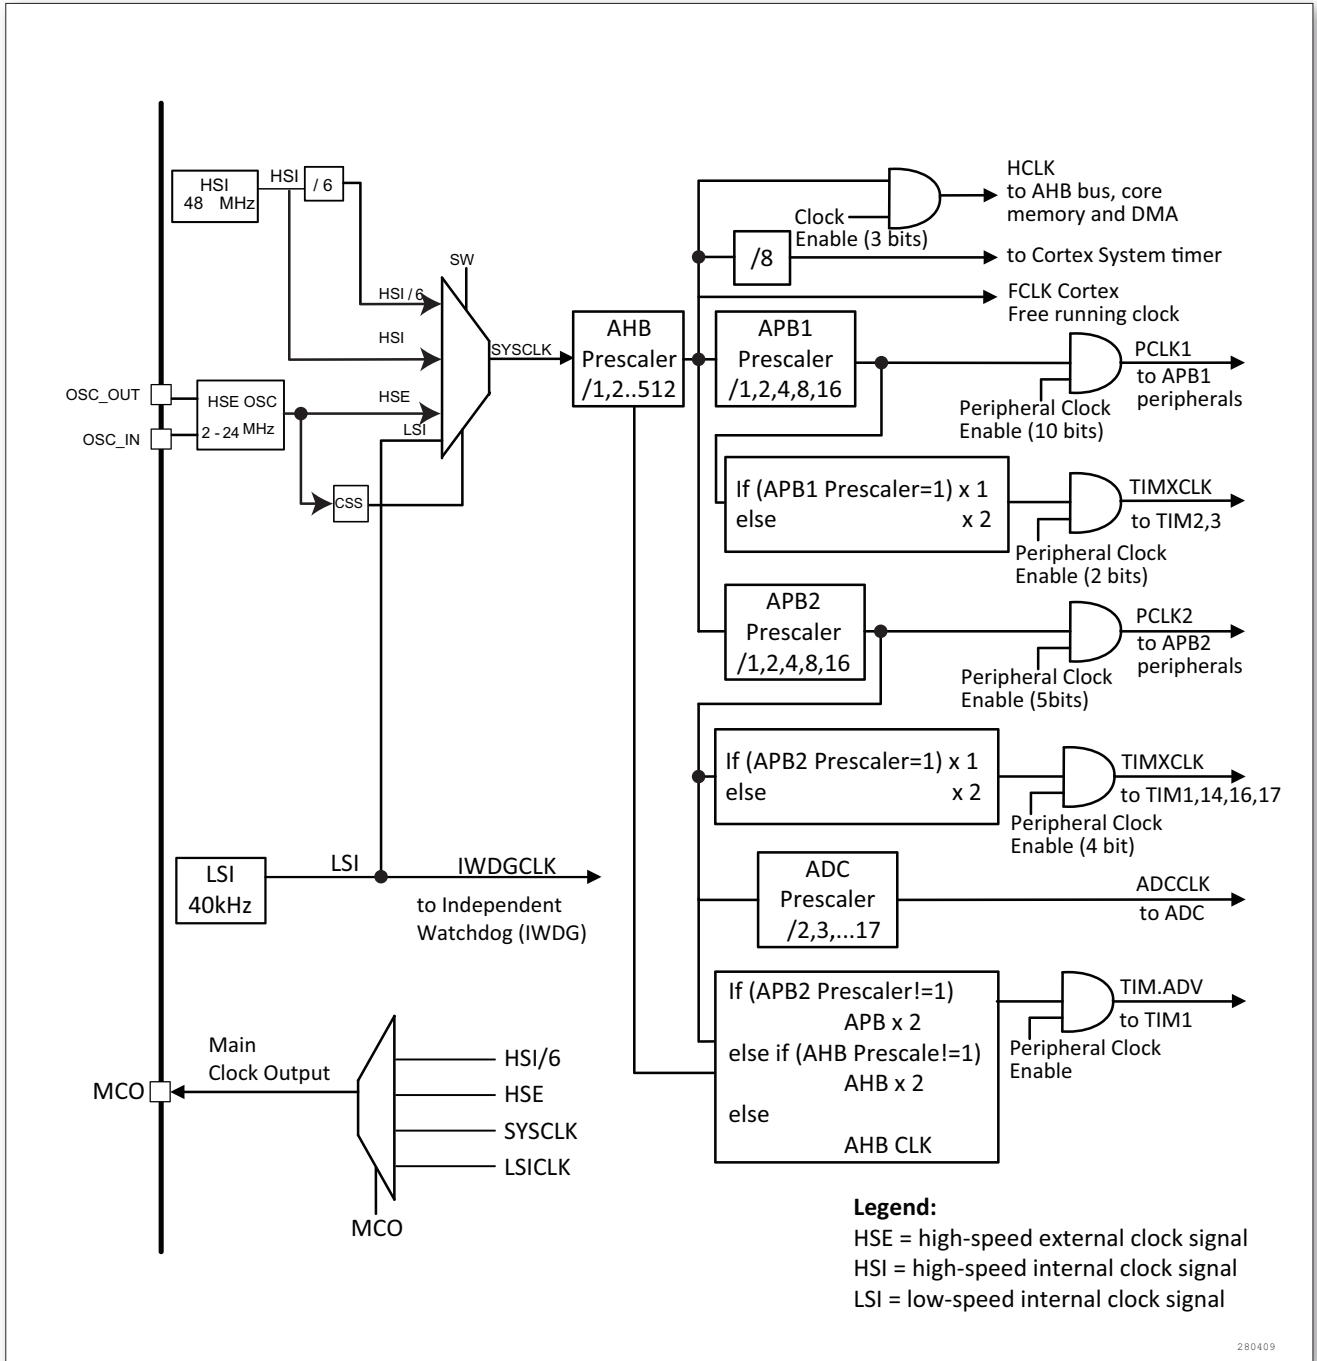 HSI
48 MHz
HSI
/ 6
SW
HSI / 6
HSI
HSE
LSI
SYSCLK
OSC_OUT
OSC_IN
HSE OSC
2 - 24 MHz
CSS
AHB
Prescaler
/1,2..512
Clock
Enable (3 bits)
HCLK
to AHB bus, core
memory and DMA
/8
to Cortex System timer
FCLK Cortex
Free running clock
APB1
Prescaler
/1,2,4,8,16
Peripheral Clock
Enable (10 bits)
PCLK1
to APB1
peripherals
If (APB1 Prescaler=1) x 1
else x 2
Peripheral Clock
Enable (2 bits)
TIMXCLK
to TIM2,3
APB2
Prescaler
/1,2,4,8,16
Peripheral Clock
Enable (5bits)
PCLK2
to APB2
peripherals
If (APB2 Prescaler=1) x 1
else x 2
Peripheral Clock
Enable (4 bit)
TIMXCLK
to TIM1,14,16,17
LSI
40kHz
LSI
IWDGCLK
to Independent
Watchdog (IWDG)
ADC
Prescaler
/2,3,...17
ADCCLK
to ADC
If (APB2 Prescaler!=1)
APB x 2
else if (AHB Prescale!=1)
AHB x 2
else
AHB CLK
Peripheral Clock
Enable
TIM.ADV
to TIM1
Main
Clock Output
MCO
HSI/6
HSE
SYSCLK
LSICLK
MCO
Legend:
HSE = high-speed external clock signal
HSI = high-speed internal clock signal
LSI = low-speed internal clock signal
280409